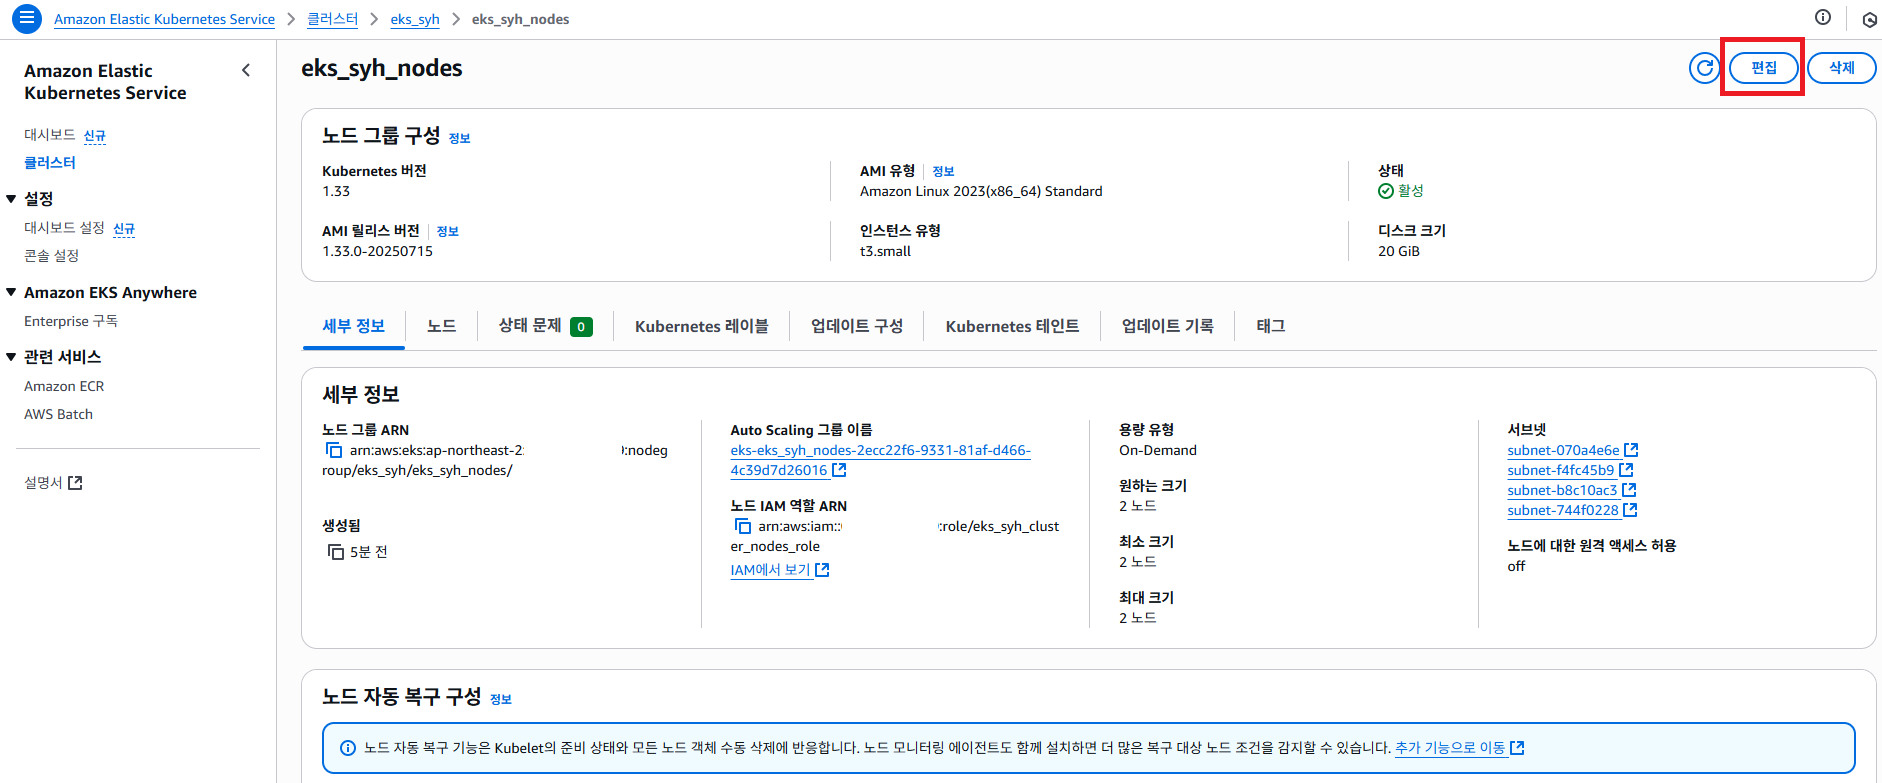 Amazon Elastic Kubernetes Service > 클러스터 > eks_syh > eks_syh_nodes
Amazon Elastic
Kubernetes Service
대시보드 신규
클러스터
설정
대시보드 설정 신규
콘솔 설정
Amazon EKS Anywhere
Enterprise 구독
관련 서비스
Amazon ECR
AWS Batch
설명서
eks_syh_nodes
편집
삭제
노드 그룹 구성 정보
Kubernetes 버전
1.33
AMI 유형 정보
Amazon Linux 2023(x86_64) Standard
상태
활성
AMI 릴리스 버전 정보
1.33.0-20250715
인스턴스 유형
t3.small
디스크 크기
20 GiB
세부 정보 노드 상태 문제 0 Kubernetes 레이블 업데이트 구성 Kubernetes 테인트 업데이트 기록 태그
세부 정보
노드 그룹 ARN
arn:aws:eks:ap-northeast-2: :nodeg
roup/eks_syh/eks_syh_nodes/
생성됨
5분 전
Auto Scaling 그룹 이름
eks-eks_syh_nodes-2ecc22f6-9331-81af-d466-
4c39d7d26016
노드 IAM 역할 ARN
arn:aws:iam:: :role/eks_syh_clust
er_nodes_role
IAM에서 보기
용량 유형
On-Demand
원하는 크기
2 노드
최소 크기
2 노드
최대 크기
2 노드
서브넷
subnet-070a4e6e
subnet-f4fc45b9
subnet-b8c10ac3
subnet-744f0228
노드에 대한 원격 액세스 허용
off
노드 자동 복구 구성 정보
노드 자동 복구 기능은 Kubelet의 준비 상태와 모든 노드 객체 수동 삭제에 반응합니다. 노드 모니터링 에이전트도 함께 설치하면 더 많은 복구 대상 노드 조건을 감지할 수 있습니다. 추가 기능으로 이동